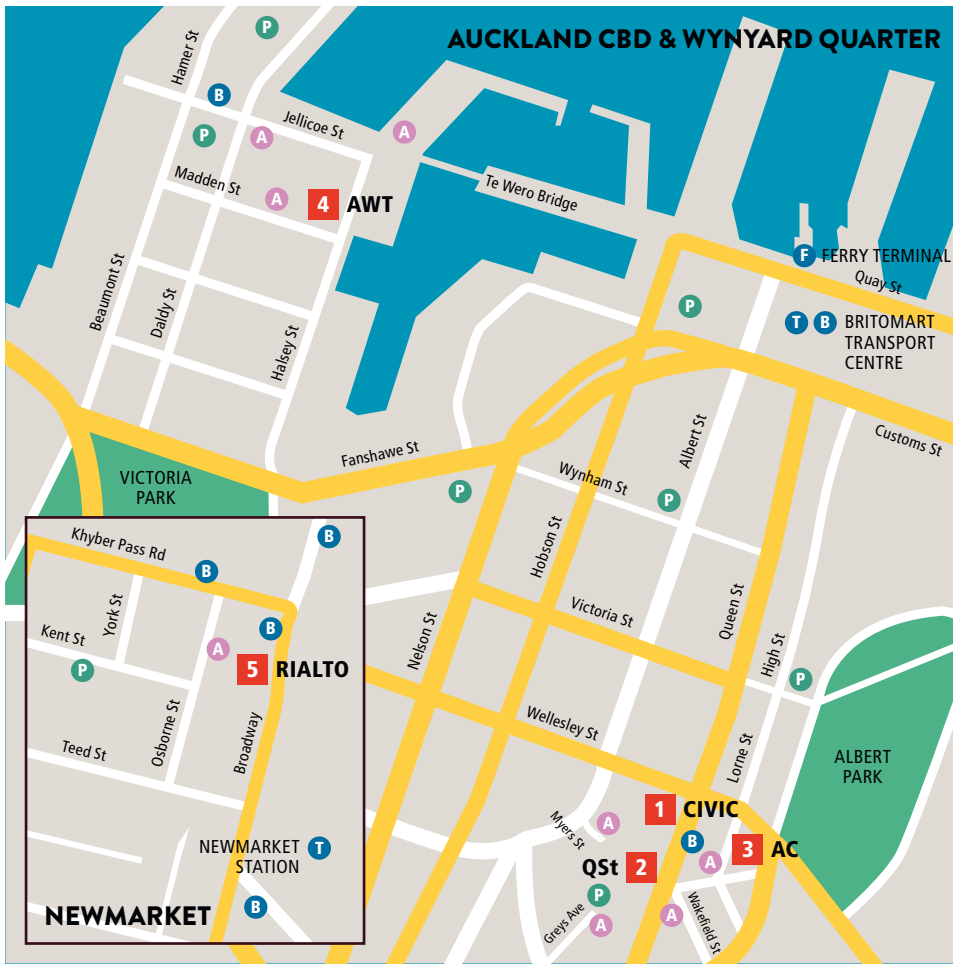 AUCKLAND CBD & WYNYARD QUARTER
P
Hamer St
B
Jellicoe St
P
A
A
Madden St
A
4 AWT
Te Wero Bridge
F FERRY TERMINAL
Quay St
Beaumont St
Daldy St
Halsey St
P
T B BRITOMART
TRANSPORT
CENTRE
Albert St
Customs St
Fanshawe St
Wynham St
VICTORIA
PARK
P
P
Hobson St
Victoria St
Queen St
High St
Nelson St
P
Wellesley St
Lorne St
ALBERT
PARK
1 CIVIC
Myers St
A
B
3 AC
A
QSt 2
P
Greys Ave
A
A
Wakefield St
Khyber Pass Rd
B
B
York St
B
Kent St
A
P
5 RIALTO
Osborne St
Broadway
Teed St
NEWMARKET
STATION
T
B
NEWMARKET